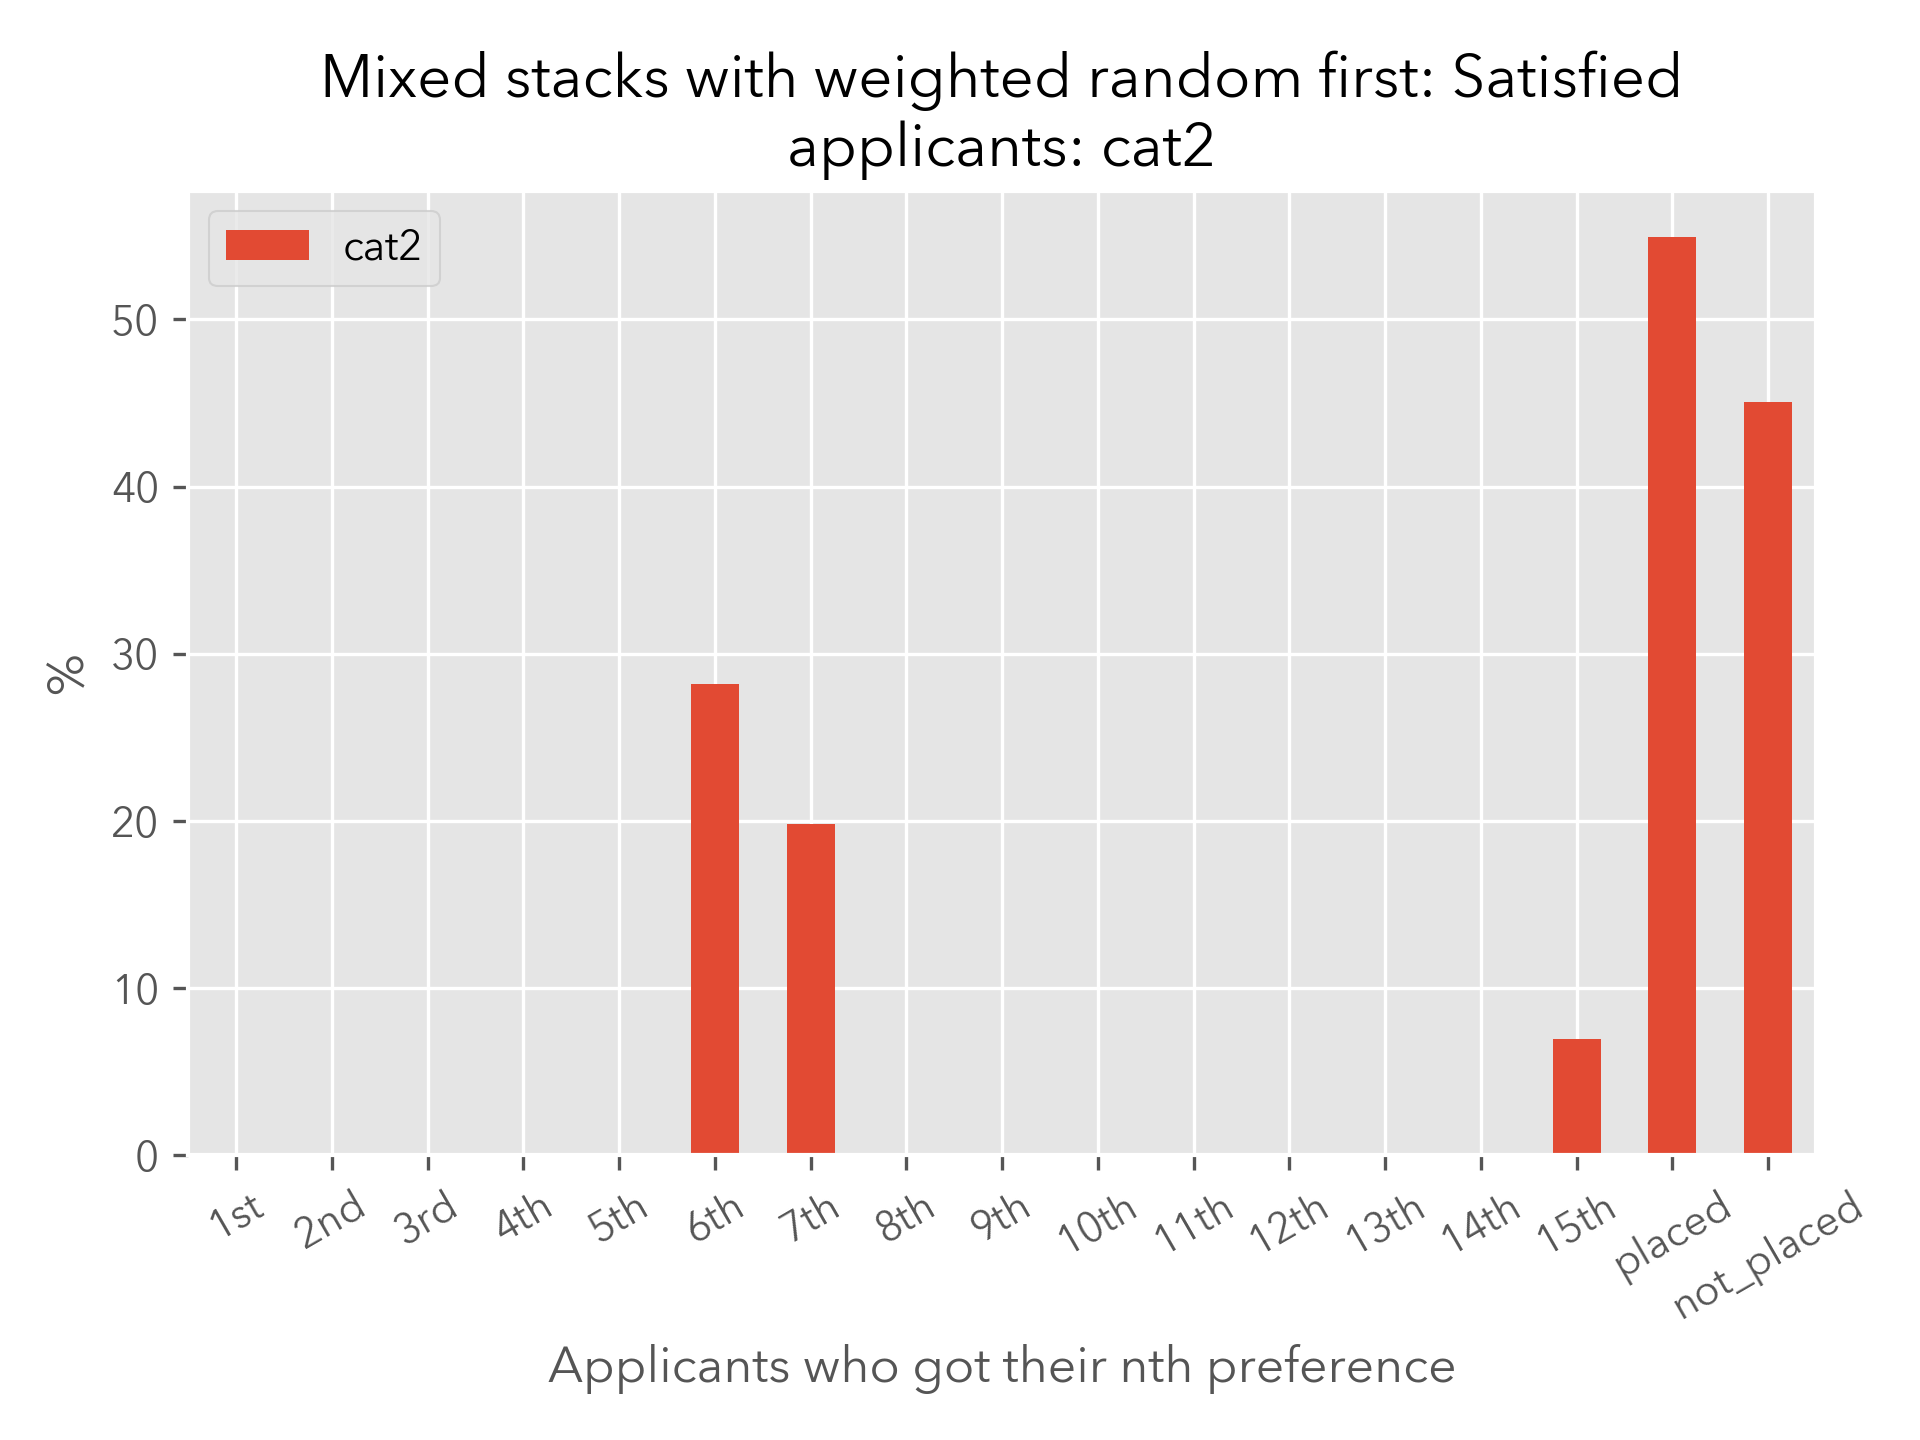 Mixed stacks with weighted random first: Satisfied
applicants: cat2
cat2
50
40
30
20
10
0
%
1st
2nd
3rd
4th
5th
6th
7th
8th
9th
10th
11th
12th
13th
14th
15th
placed
not_placed
Applicants who got their nth preference